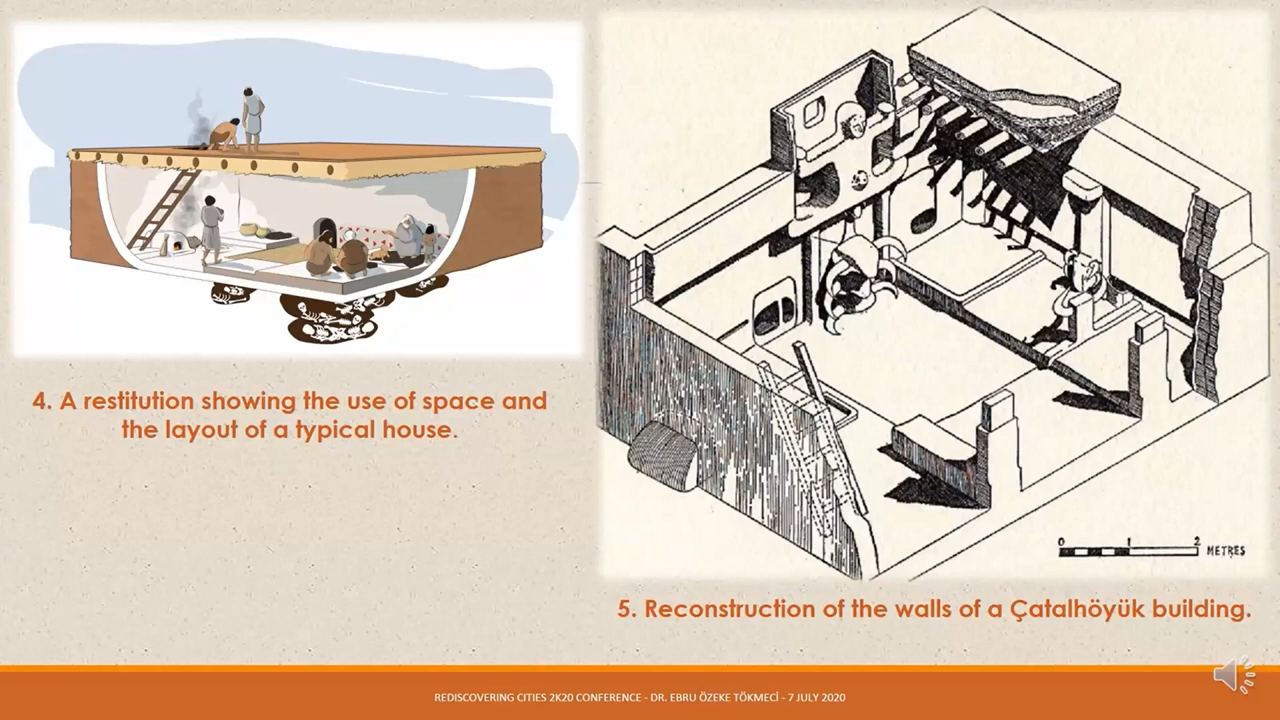 4. A restitution showing the use of space and
the layout of a typical house.
0 1 2 METRES
5. Reconstruction of the walls of a Çatalhöyük building.
REDISCOVERING CITIES 2K20 CONFERENCE - DR. EBRU ÖZEKE TÖKMECİ - 7 JULY 2020